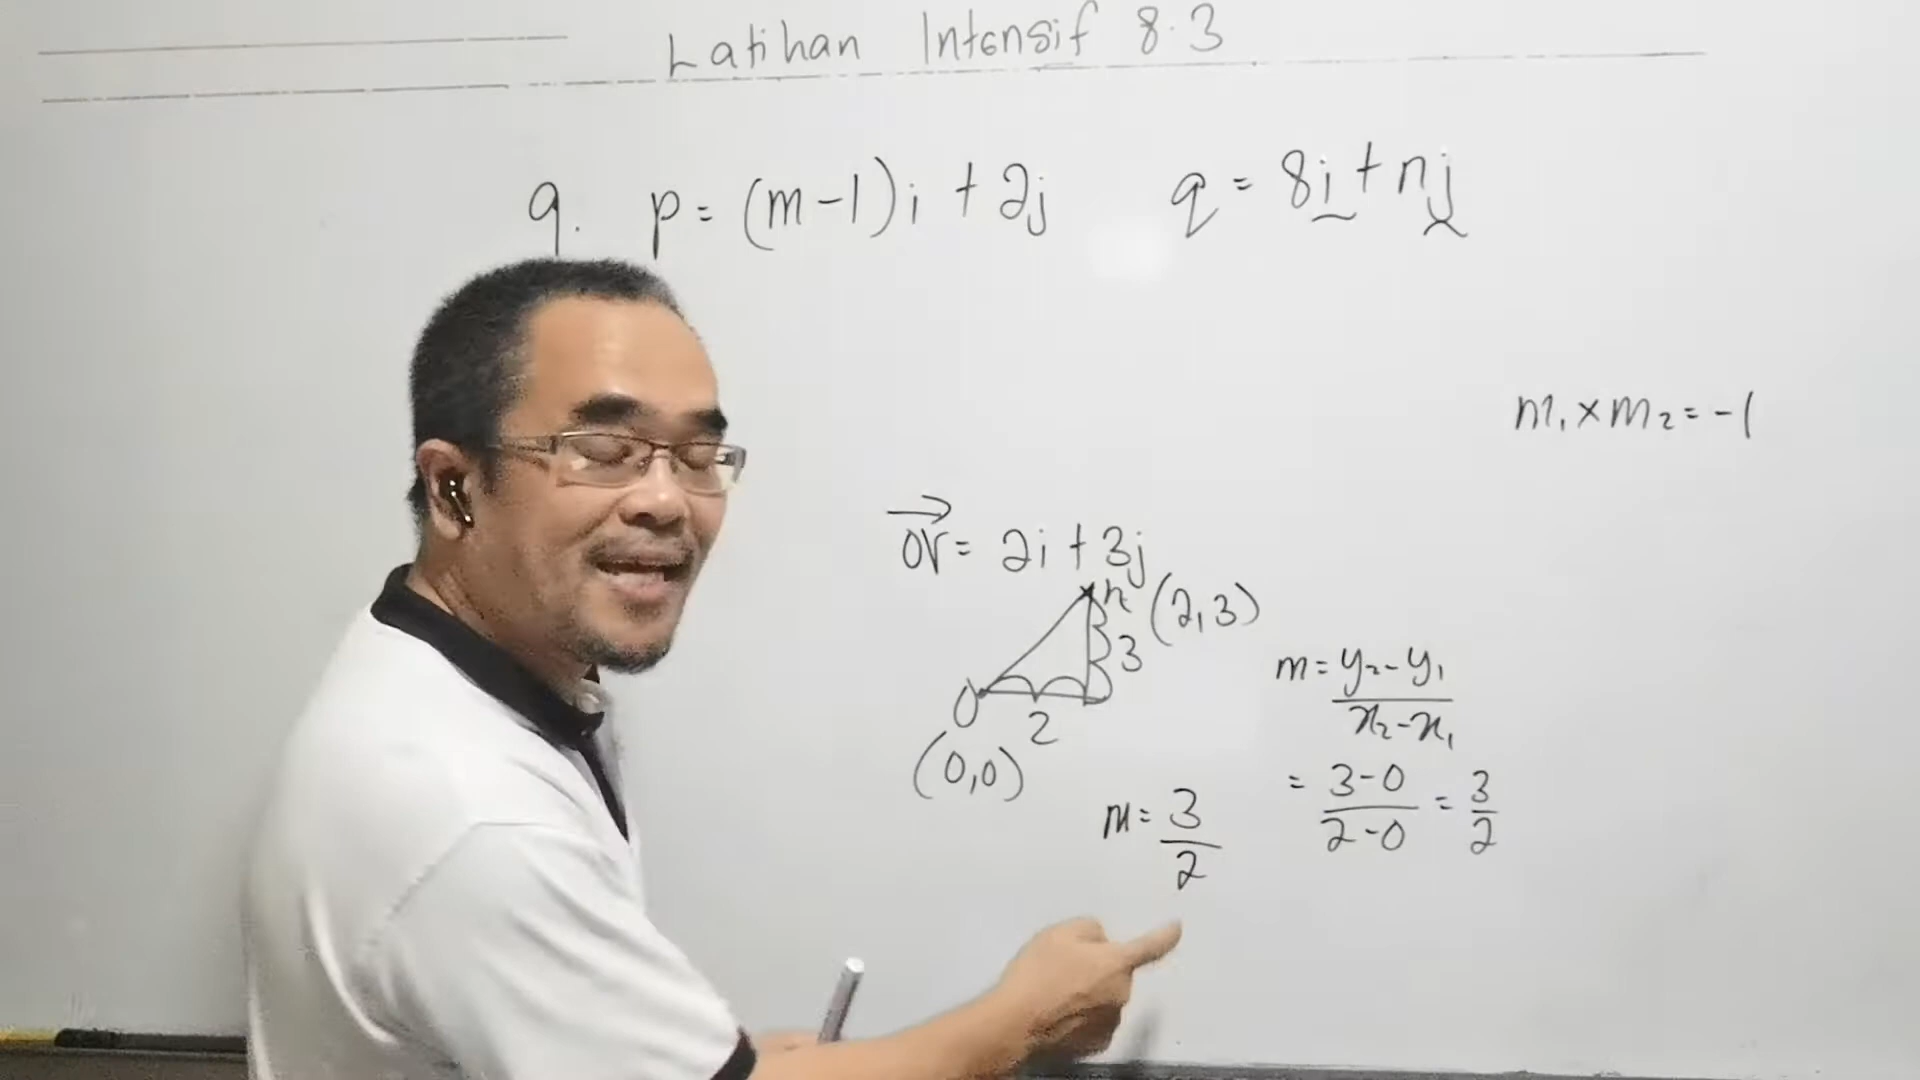 Latihan Intensif 8.3
9. p = (m-1)i + 2j q = 8i + nj
m₁ × m₂ = -1
OV = 2i + 3j
(2,3)
3
O
2
(0,0)
m = y₂-y₁ / x₂-x₁
= 3-0 / 2-0 = 3/2
m = 3/2